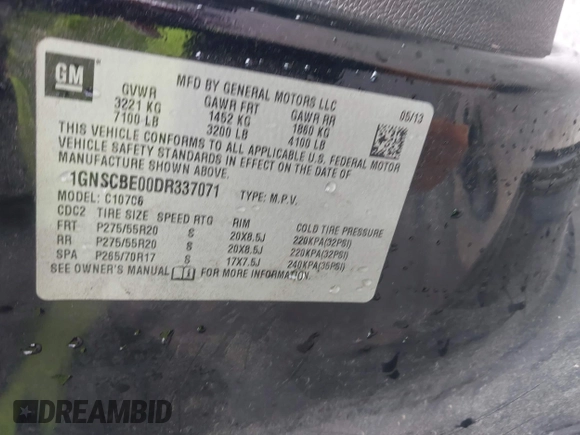 GM
MFD BY GENERAL MOTORS LLC
05/13
GVWR GAWR FRT GAWR RR
3221 KG 1452 KG 1860 KG
7100 LB 3200 LB 4100 LB
THIS VEHICLE CONFORMS TO ALL APPLICABLE U.S. FEDERAL MOTOR
VEHICLE SAFETY STANDARDS IN EFFECT ON THE DATE OF
MANUFACTURE SHOWN ABOVE.
1GNSCBE00DR337071 TYPE: M.P.V.
MODEL: C10706
CDC2 TIRE SIZE SPEED RTG RIM COLD TIRE PRESSURE
FRT P275/55R20 S 20X8.5J 220KPA(32PSI)
RR P275/55R20 S 20X8.5J 220KPA(32PSI)
SPA P265/70R17 S 17X7.5J 240KPA(35PSI)
SEE OWNER'S MANUAL FOR MORE INFORMATION.
DREAMBID